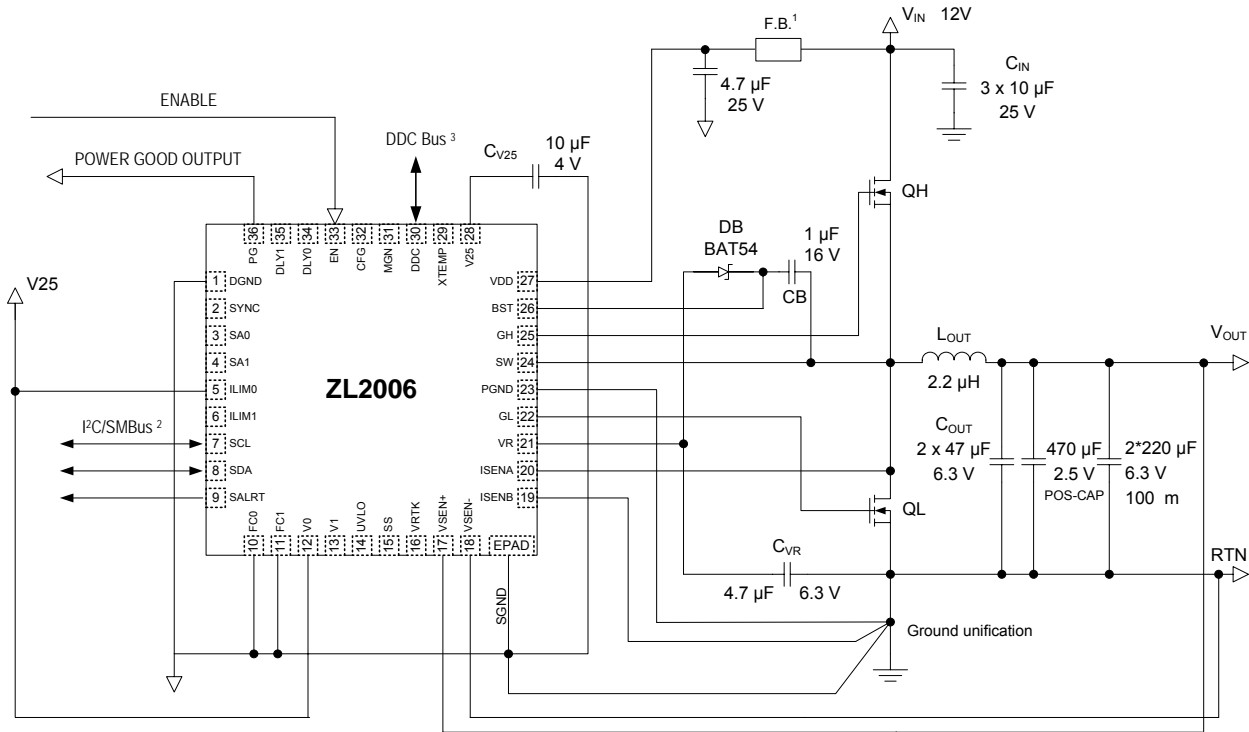 V_IN 12V
F.B.¹
C_IN
3 x 10 µF
25 V
4.7 µF
25 V
ENABLE
DDC Bus ³
C_V25
10 µF
4 V
POWER GOOD OUTPUT
QH
DB
BAT54
1 µF
16 V
CB
36 35 34 33 32 31 30 29 28
PG DLY1 DLY0 EN CFG MGN DDC XTEMP V25
V25
1 DGND
2 SYNC
3 SA0
4 SA1
5 ILIM0
6 ILIM1
7 SCL
8 SDA
9 SALRT
ZL2006
VDD 27
BST 26
GH 25
SW 24
PGND 23
GL 22
VR 21
ISENA 20
ISENB 19
I²C/SMBus ²
L_OUT
2.2 µH
V_OUT
C_OUT
2 x 47 µF
6.3 V
470 µF
2.5 V
POS-CAP
2*220 µF
6.3 V
100 m
QL
FC0 FC1 V0 V1 UVLO SS VRTK VSEN+ VSEN-
10 11 12 13 14 15 16 17 18 EPAD
C_VR
4.7 µF 6.3 V
RTN
SGND
Ground unification